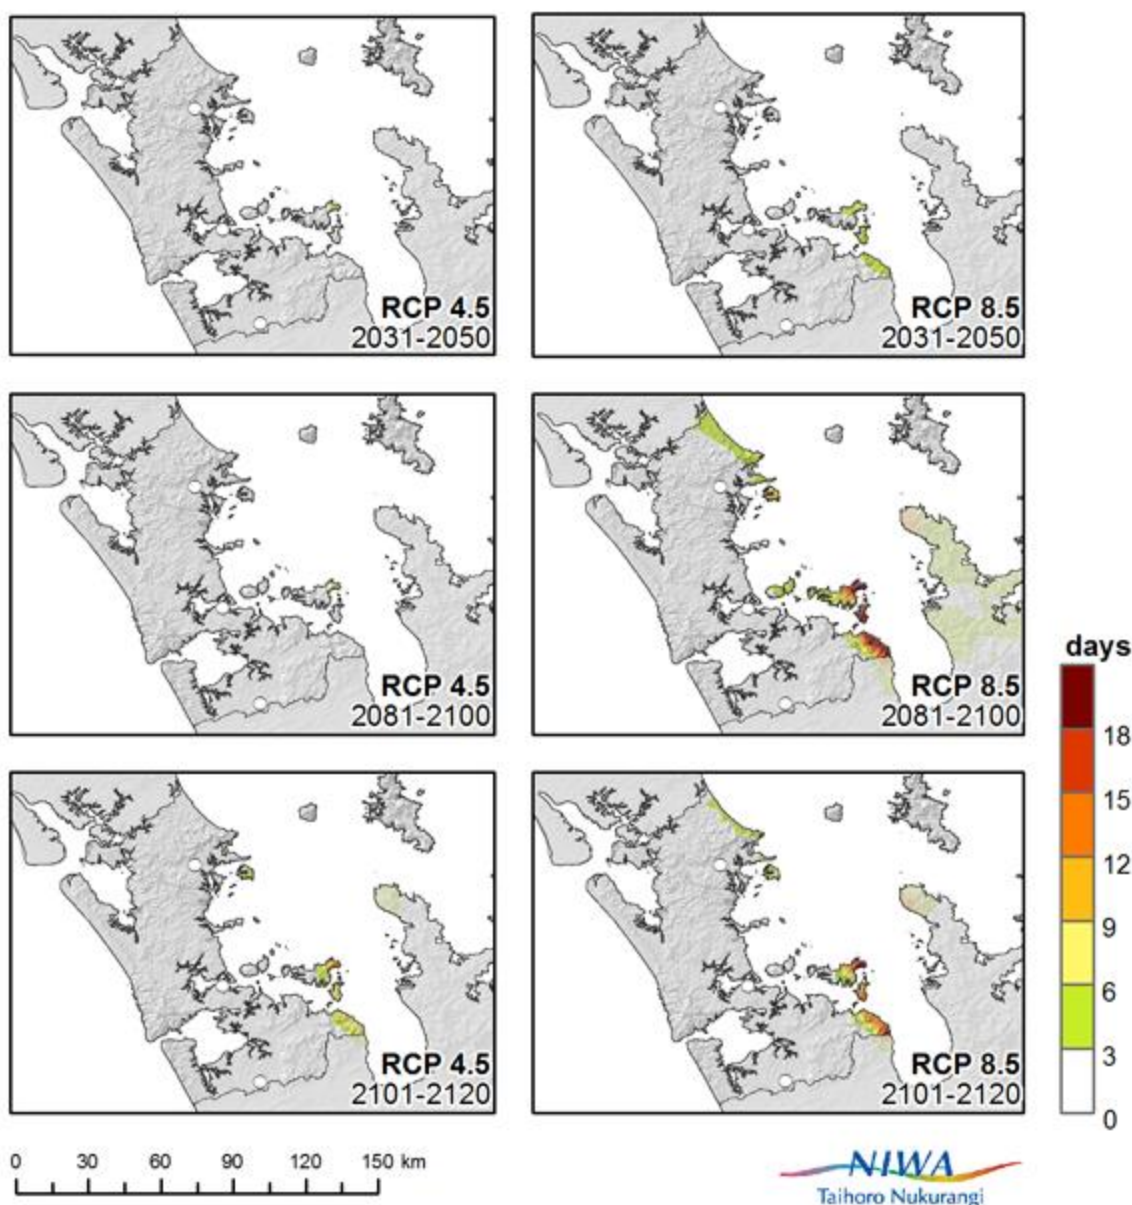 RCP 4.5
2031-2050
RCP 8.5
2031-2050
RCP 4.5
2081-2100
RCP 8.5
2081-2100
RCP 4.5
2101-2120
RCP 8.5
2101-2120
days
18
15
12
9
6
3
0
0 30 60 90 120 150 km
NIWA
Taihoro Nukurangi